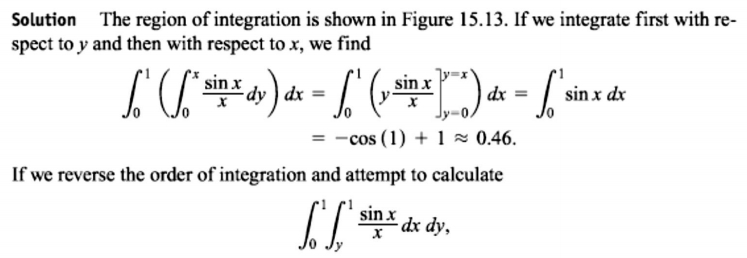 Solution The region of integration is shown in Figure 15.13. If we integrate first with re-
spect to y and then with respect to x, we find
∫₀¹ (∫₀ˣ sin x / x dy) dx = ∫₀¹ (y sin x / x ]_{y=0}^{y=x}) dx = ∫₀¹ sin x dx
= −cos (1) + 1 ≈ 0.46.
If we reverse the order of integration and attempt to calculate
∫₀¹ ∫_y¹ sin x / x dx dy,